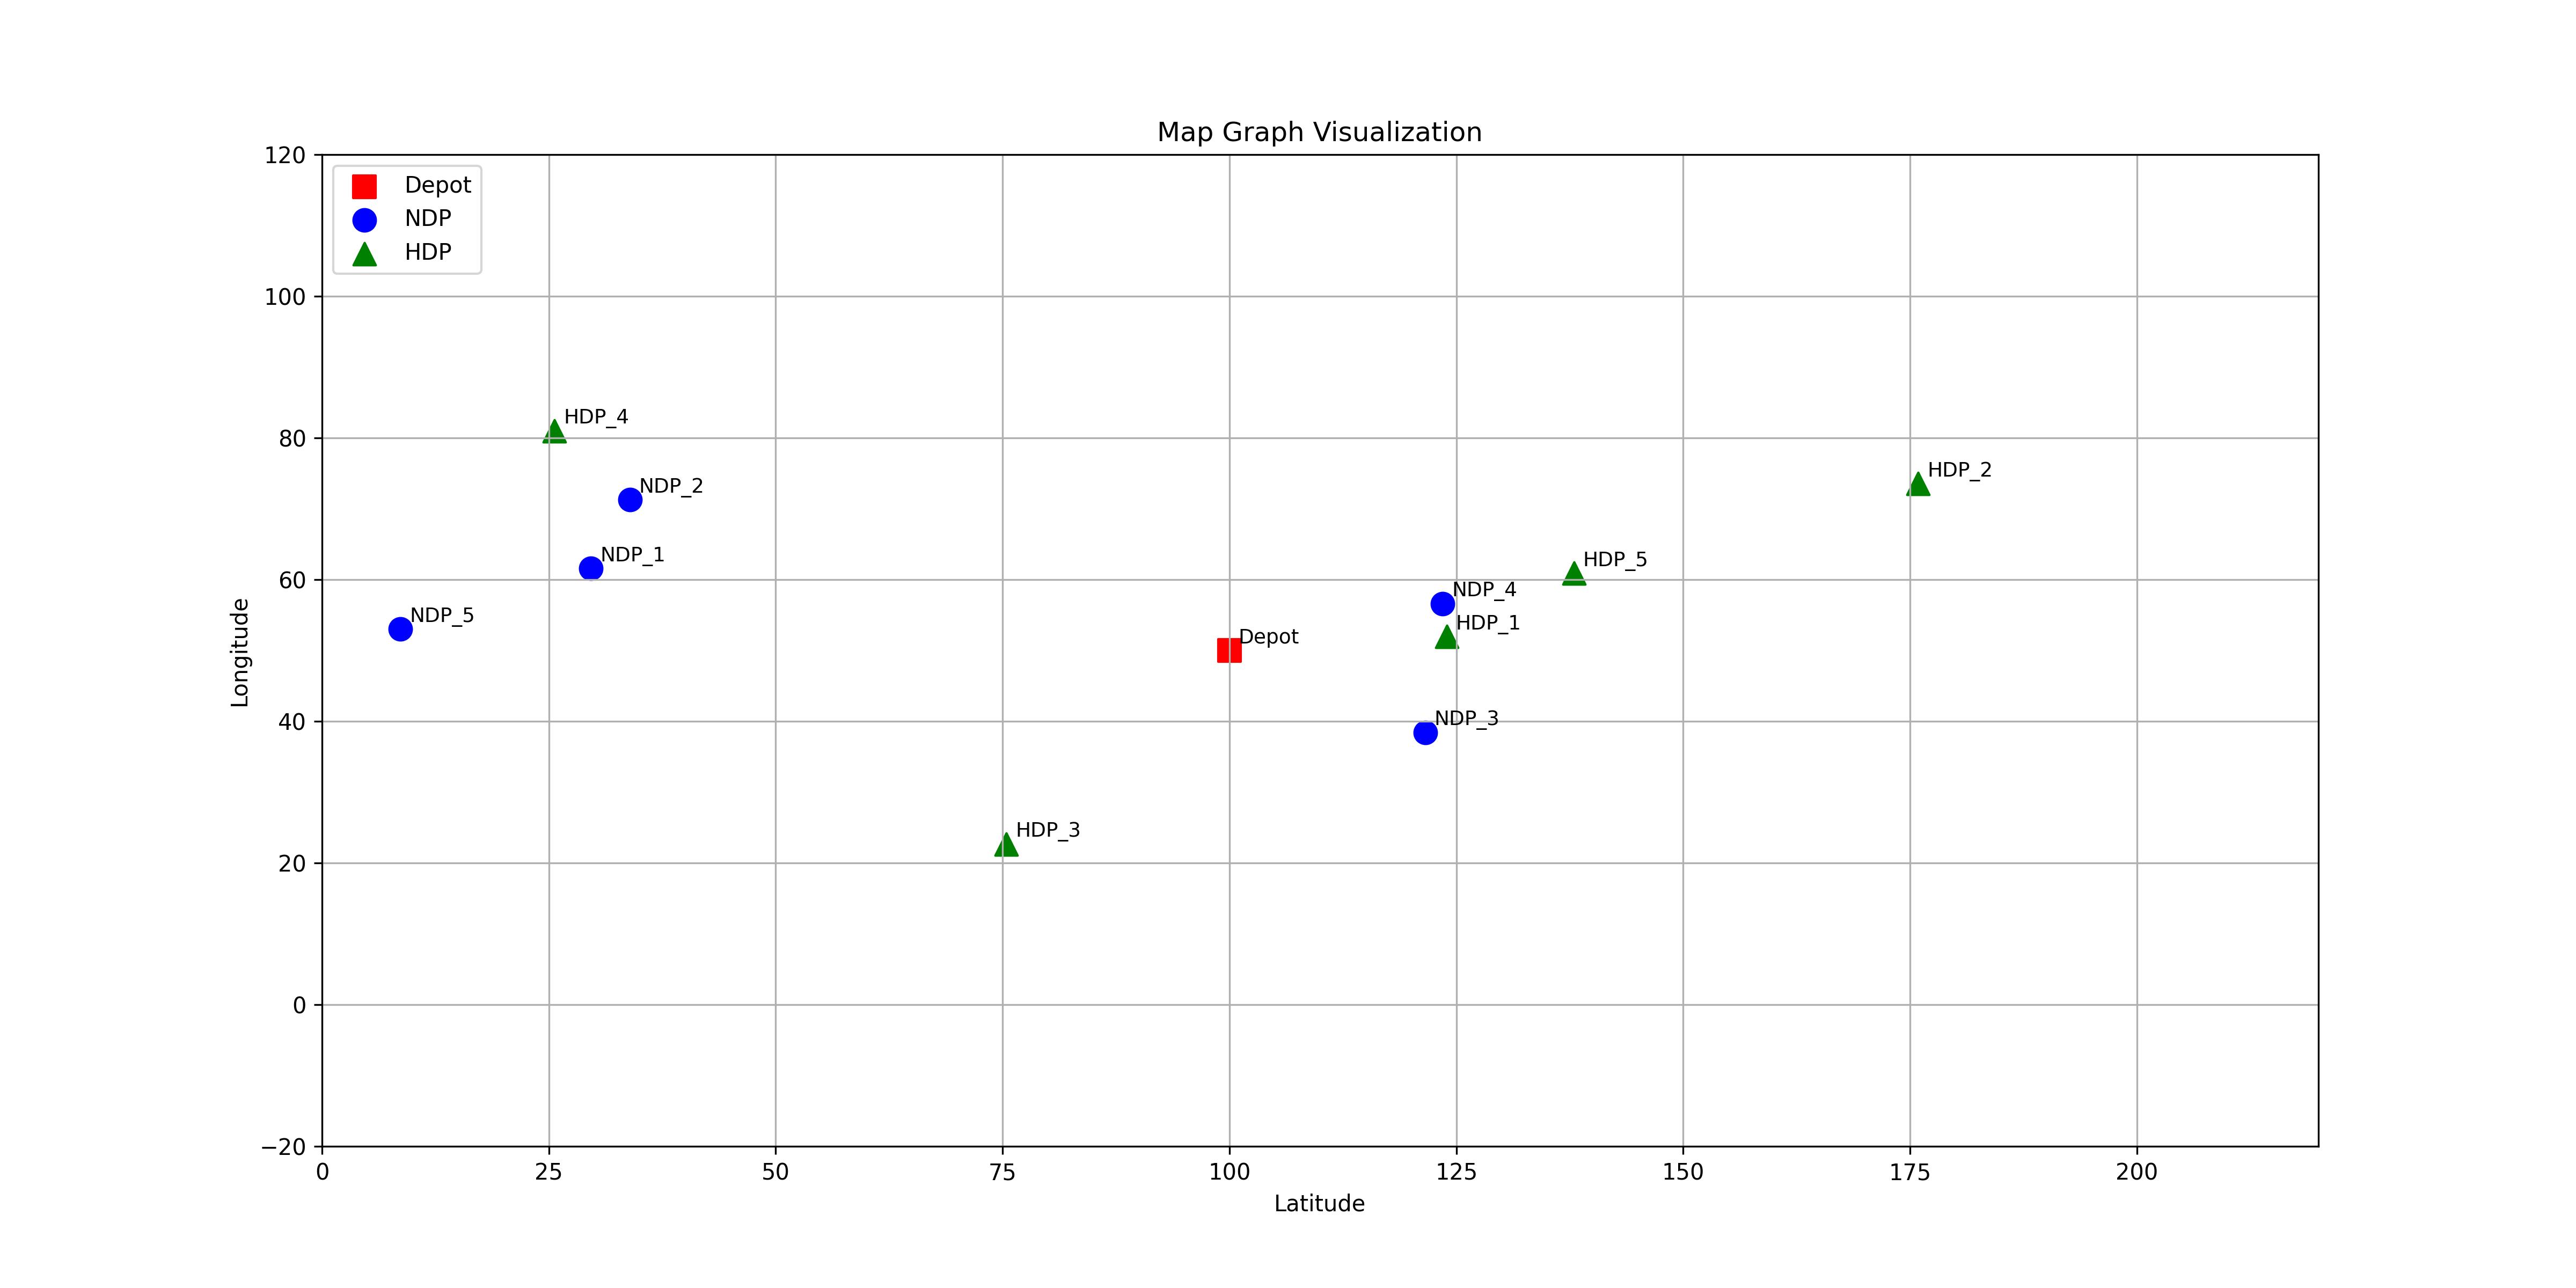 Map Graph Visualization
120
100
80
60
40
20
0
−20
Longitude
Depot
NDP
HDP
HDP_4
NDP_2
HDP_2
NDP_1
HDP_5
NDP_4
NDP_5
HDP_1
Depot
NDP_3
HDP_3
0 25 50 75 100 125 150 175 200
Latitude